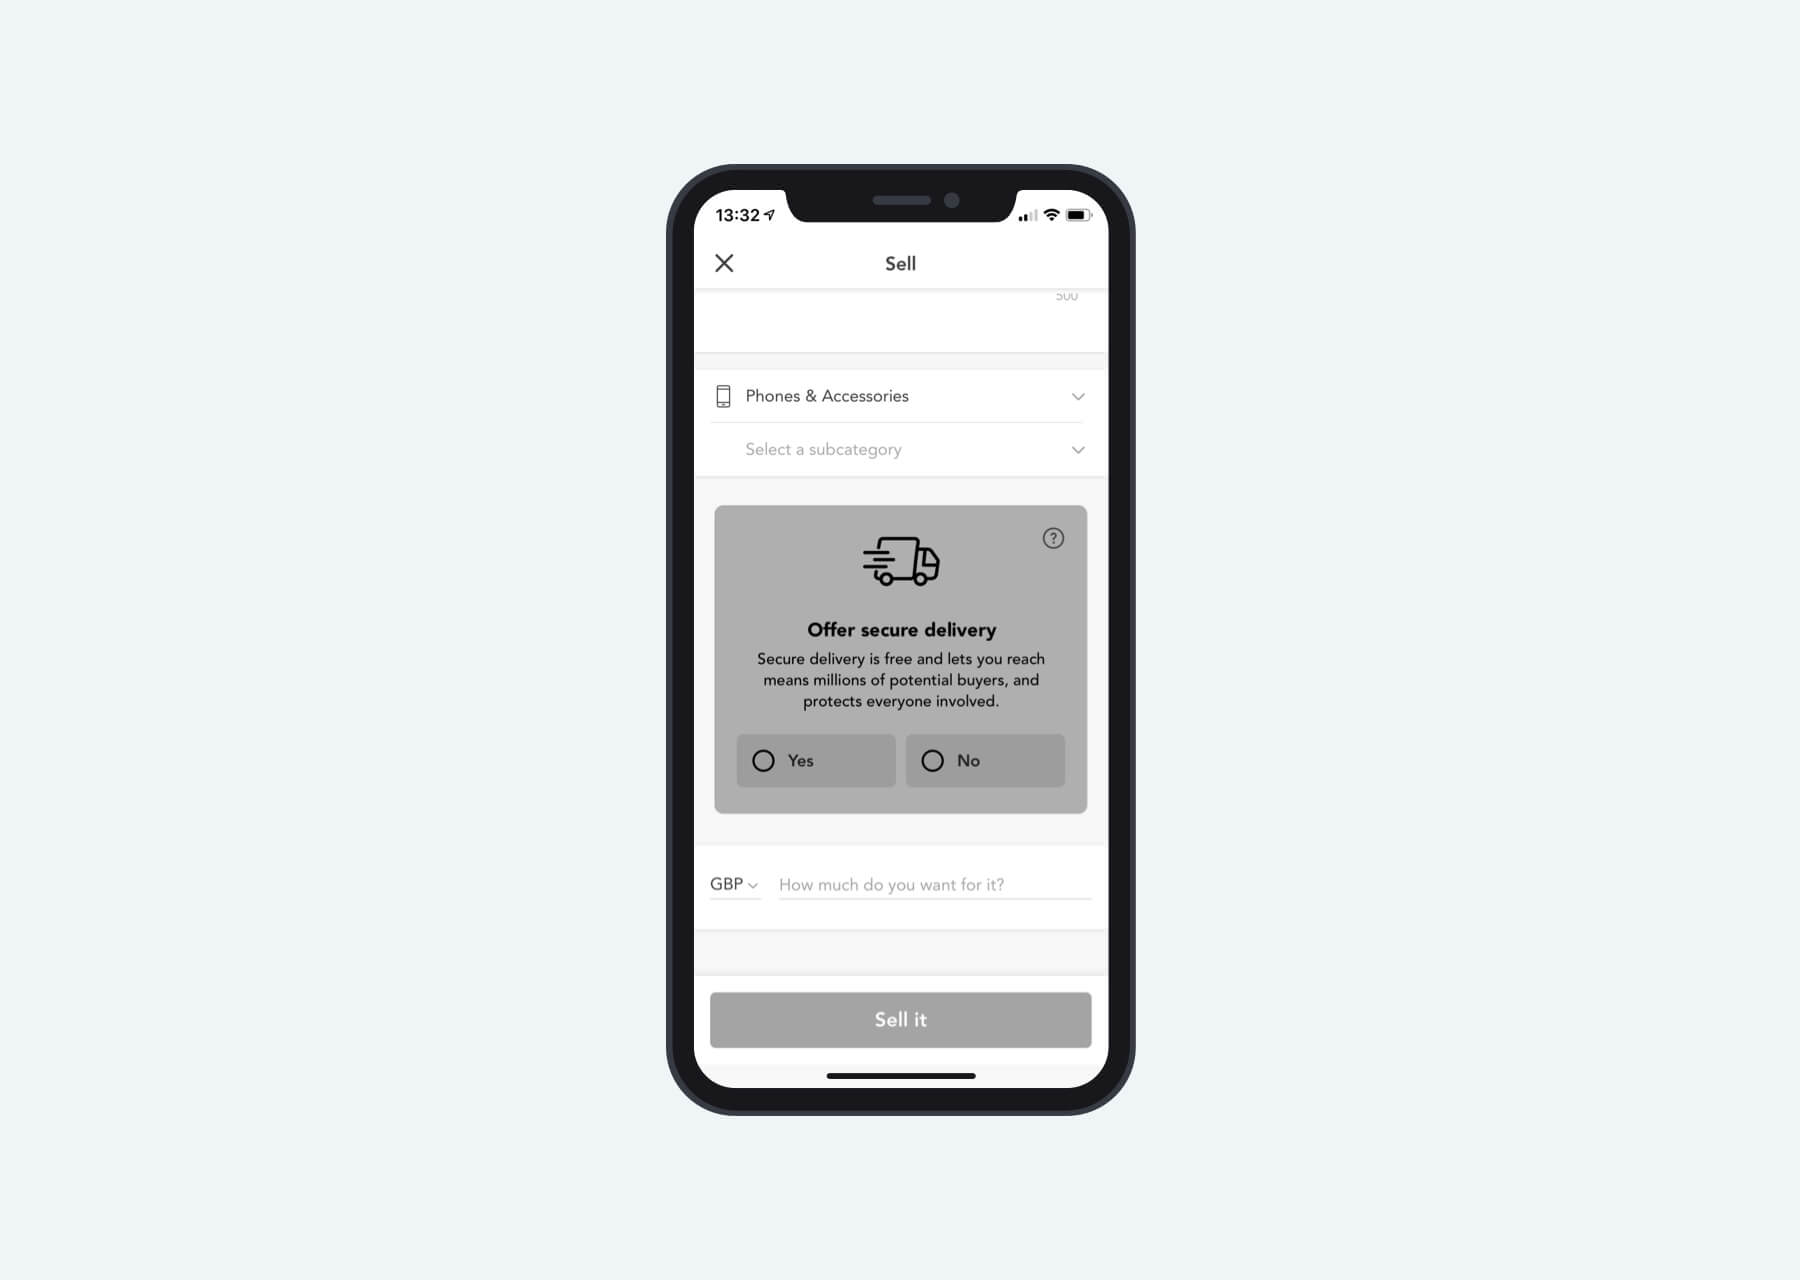 13:32
Sell
500
Phones & Accessories
Select a subcategory
?
Offer secure delivery
Secure delivery is free and lets you reach
means millions of potential buyers, and
protects everyone involved.
Yes
No
GBP
How much do you want for it?
Sell it